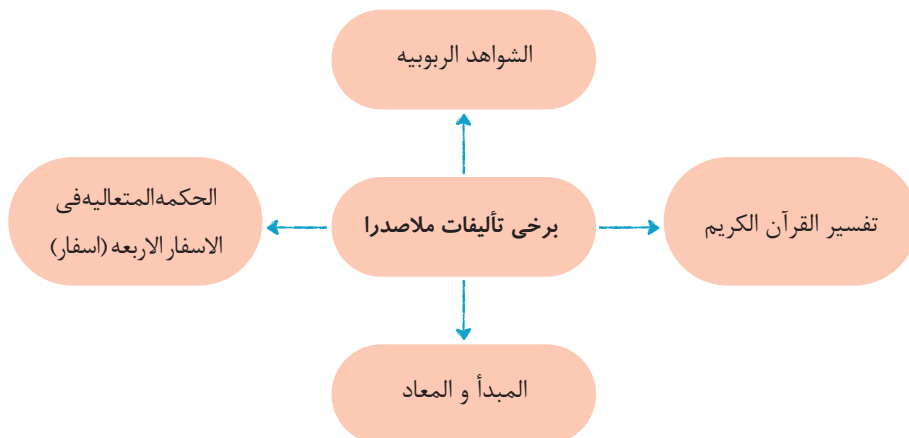 الشواهد الربوبیه
تفسیر القرآن الکریم
برخی تألیفات ملاصدرا
الحکمه‌المتعالیه‌فی
الاسفار الاربعه (اسفار)
المبدأ و المعاد